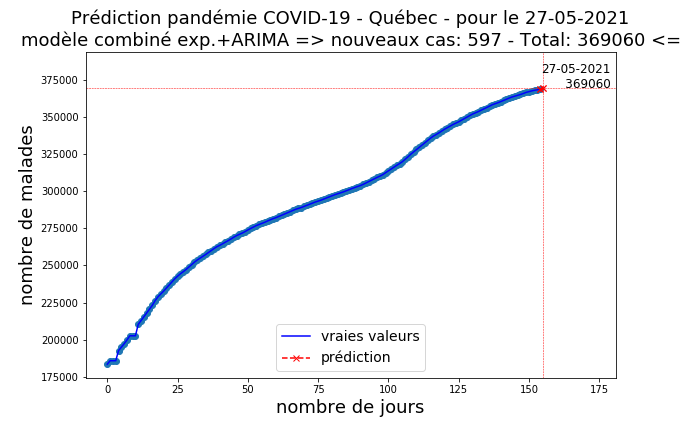 Prédiction pandémie COVID-19 - Québec - pour le 27-05-2021
modèle combiné exp.+ARIMA => nouveaux cas: 597 - Total: 369060 <=
27-05-2021
369060
nombre de malades
375000
350000
325000
300000
275000
250000
225000
200000
175000
vraies valeurs
prédiction
0 25 50 75 100 125 150 175
nombre de jours